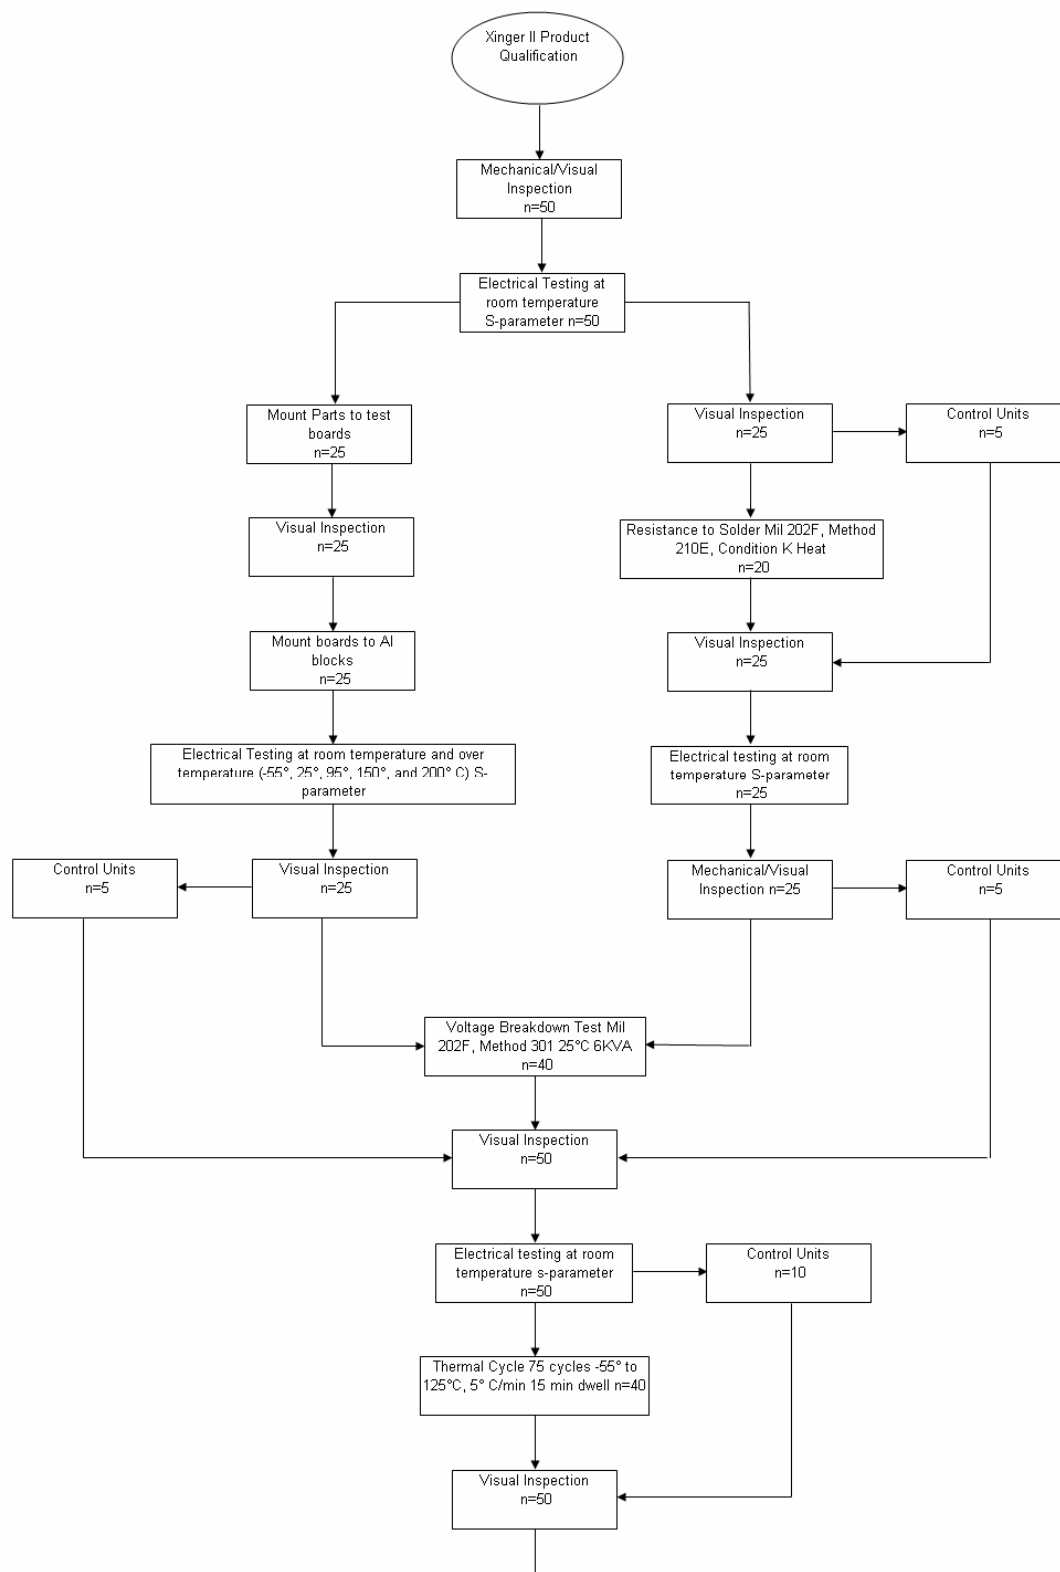 Xinger II Product
Qualification
Mechanical/Visual
Inspection
n=50
Electrical Testing at
room temperature
S-parameter n=50
Mount Parts to test
boards
n=25
Visual Inspection
n=25
Control Units
n=5
Visual Inspection
n=25
Resistance to Solder Mil 202F, Method
210E, Condition K Heat
n=20
Mount boards to Al
blocks
n=25
Visual Inspection
n=25
Electrical Testing at room temperature and over
temperature (-55°, 25°, 95°, 150°, and 200° C) S-
parameter
Electrical testing at room
temperature S-parameter
n=25
Control Units
n=5
Visual Inspection
n=25
Mechanical/Visual
Inspection n=25
Control Units
n=5
Voltage Breakdown Test Mil
202F, Method 301 25°C 6KVA
n=40
Visual Inspection
n=50
Electrical testing at room
temperature s-parameter
n=50
Control Units
n=10
Thermal Cycle 75 cycles -55° to
125°C, 5° C/min 15 min dwell n=40
Visual Inspection
n=50